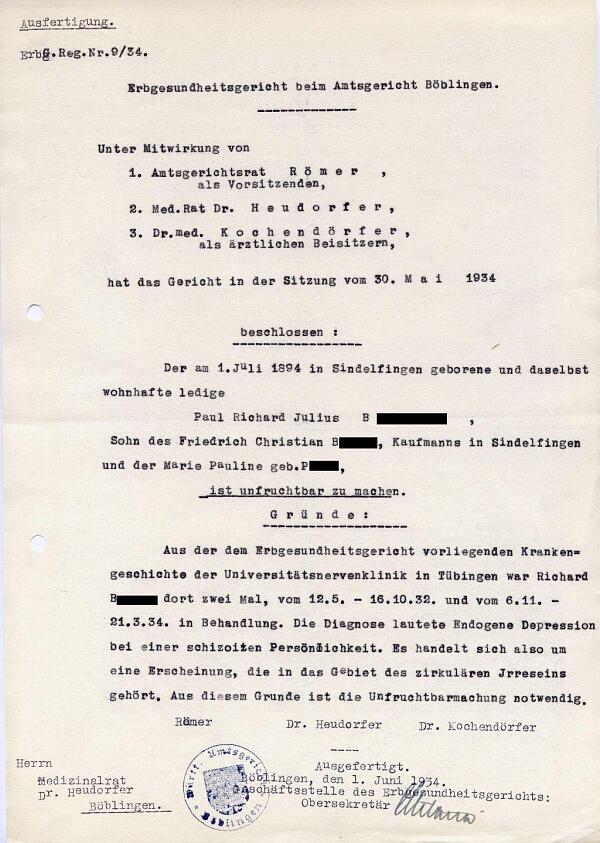 Ausfertigung.
ErbgG.Reg.Nr.9/34.
Erbgesundheitsgericht beim Amtsgericht Böblingen.
Unter Mitwirkung von
1. Amtsgerichtsrat R ö m e r ,
als Vorsitzenden,
2. Med.Rat Dr. H e u d o r f e r ,
3. Dr.med. K o c h e n d ö r f e r ,
als ärztlichen Beisitzern,
hat das Gericht in der Sitzung vom 30. M a i 1934
beschlossen :
Der am 1.Juli 1894 in Sindelfingen geborene und daselbst
wohnhafte ledige
Paul Richard Julius B ,
Sohn des Friedrich Christian B , Kaufmanns in Sindelfingen
und der Marie Pauline geb.P ,
ist unfruchtbar zu machen.
G r ü n d e :
Aus der dem Erbgesundheitsgericht vorliegenden Kranken=
geschichte der Universitätsnervenklinik in Tübingen war Richard
B dort zwei Mal, vom 12.5. - 16.10.32. und vom 6.11. -
21.3.34. in Behandlung. Die Diagnose lautete Endogene Depression
bei einer schizoiten Persönlichkeit. Es handelt sich also um
eine Erscheinung, die in das Gebiet des zirkulären Jrreseins
gehört. Aus diesem Grunde ist die Unfruchtbarmachung notwendig.
Römer Dr. Heudorfer Dr. Kochendörfer
Ausgefertigt.
Böblingen, den 1. Juni 1934.
Geschäftsstelle des Erbgesundheitsgerichts:
Obersekretär
Herrn
Medizinalrat
Dr. Heudorfer
Böblingen.
Württ. Amtsgericht
Böblingen